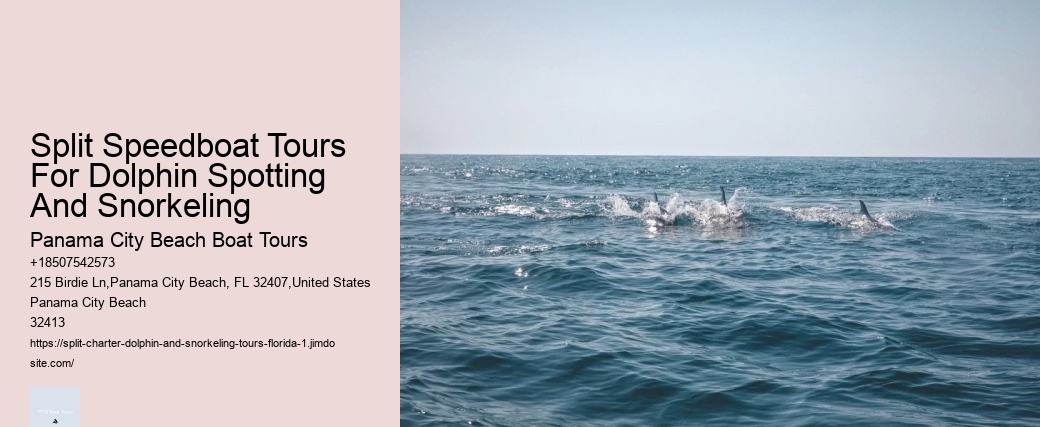 Split Speedboat Tours
For Dolphin Spotting
And Snorkeling
Panama City Beach Boat Tours
+18507542573
215 Birdie Ln,Panama City Beach, FL 32407,United States
Panama City Beach
32413
https://split-charter-dolphin-and-snorkeling-tours-florida-1.jimdo
site.com/